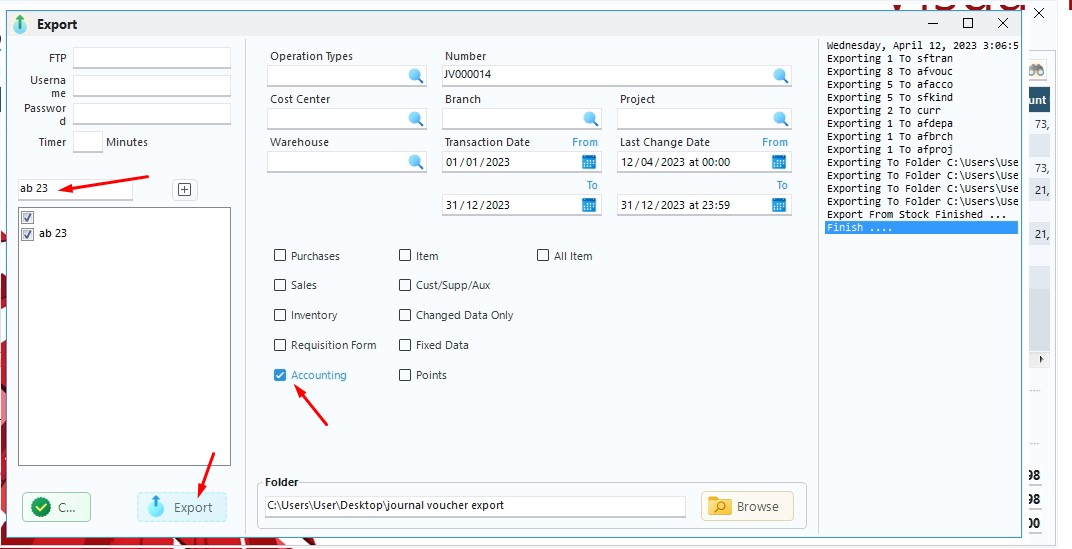 Export
FTP
Userna
me
Passwor
d
Timer
Minutes
ab 23
ab 23
C...
Export
Operation Types
Number
JV000014
Cost Center
Branch
Project
Warehouse
Transaction Date From
Last Change Date From
01/01/2023
12/04/2023 at 00:00
To
To
31/12/2023
31/12/2023 at 23:59
Purchases
Item
All Item
Sales
Cust/Supp/Aux
Inventory
Changed Data Only
Requisition Form
Fixed Data
Accounting
Points
Folder
C:\Users\User\Desktop\journal voucher export
Browse
Wednesday, April 12, 2023 3:06:5
Exporting 1 To sftran
Exporting 8 To afvouc
Exporting 5 To afacco
Exporting 5 To sfkind
Exporting 2 To curr
Exporting 1 To afdepa
Exporting 1 To afbrch
Exporting 1 To afproj
Exporting To Folder C:\Users\Use
Exporting To Folder C:\Users\Use
Exporting To Folder C:\Users\Use
Exporting To Folder C:\Users\Use
Export From Stock Finished ...
Finish ....
unt
73,
73,
21,
21,
98
98
00